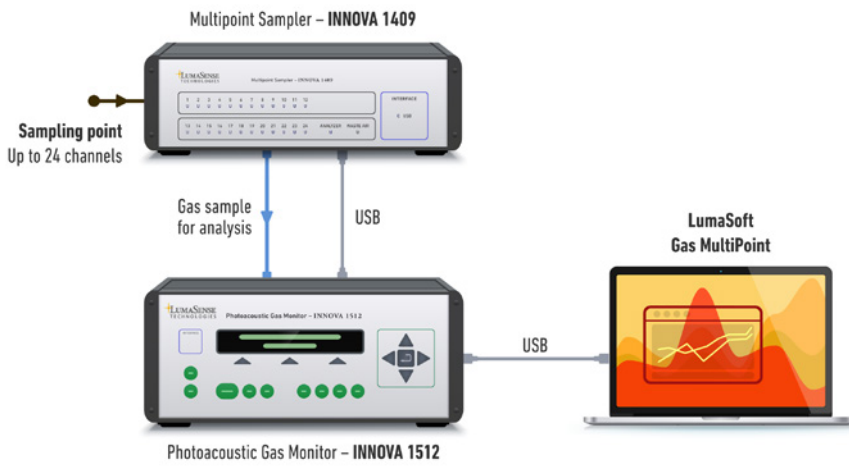 Multipoint Sampler – INNOVA 1409
LUMASENSE
TECHNOLOGIES
Multipoint Sampler – INNOVA 1409
1 2 3 4 5 6 7 8 9 10 11 12
INTERFACE
USB
13 14 15 16 17 18 19 20 21 22 23 24
Sampling point
Up to 24 channels
Gas sample
for analysis
USB
LumaSoft
Gas MultiPoint
LUMASENSE
TECHNOLOGIES
Photoacoustic Gas Monitor – INNOVA 1512
USB
Photoacoustic Gas Monitor – INNOVA 1512